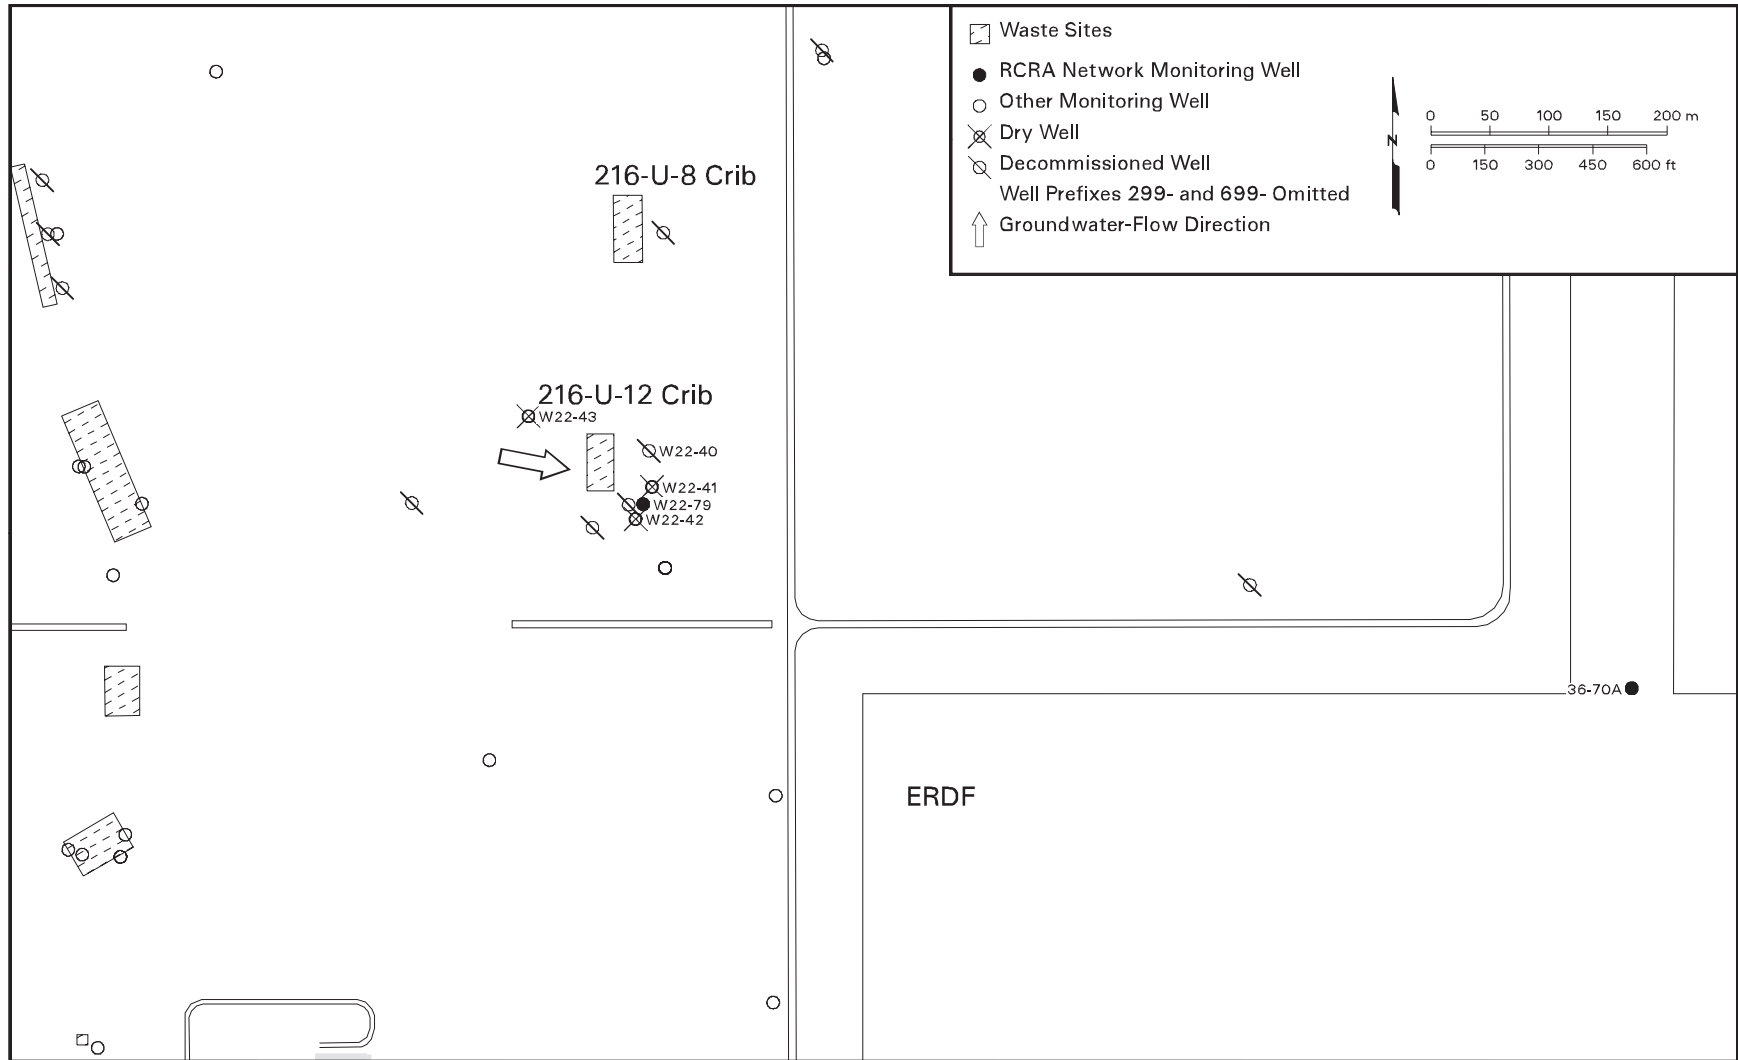 Waste Sites
RCRA Network Monitoring Well
Other Monitoring Well
Dry Well
Decommissioned Well
Well Prefixes 299- and 699- Omitted
Groundwater-Flow Direction
N
0 50 100 150 200 m
0 150 300 450 600 ft
216-U-8 Crib
216-U-12 Crib
W22-43
W22-40
W22-41
W22-79
W22-42
36-70A
ERDF